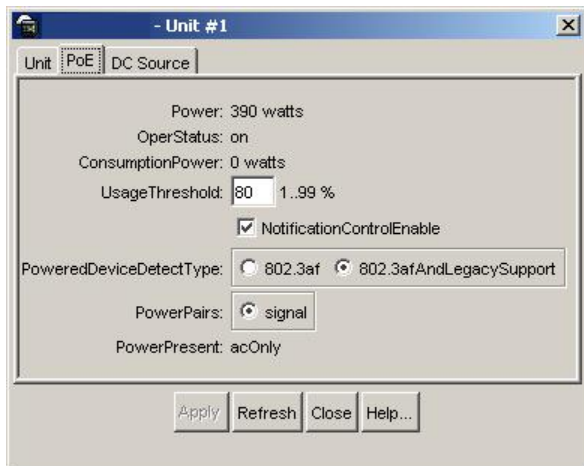 - Unit #1
Unit PoE DC Source
Power: 390 watts
OperStatus: on
ConsumptionPower: 0 watts
UsageThreshold: 80 1..99 %
NotificationControlEnable
PoweredDeviceDetectType: 802.3af 802.3afAndLegacySupport
PowerPairs: signal
PowerPresent: acOnly
Apply Refresh Close Help...